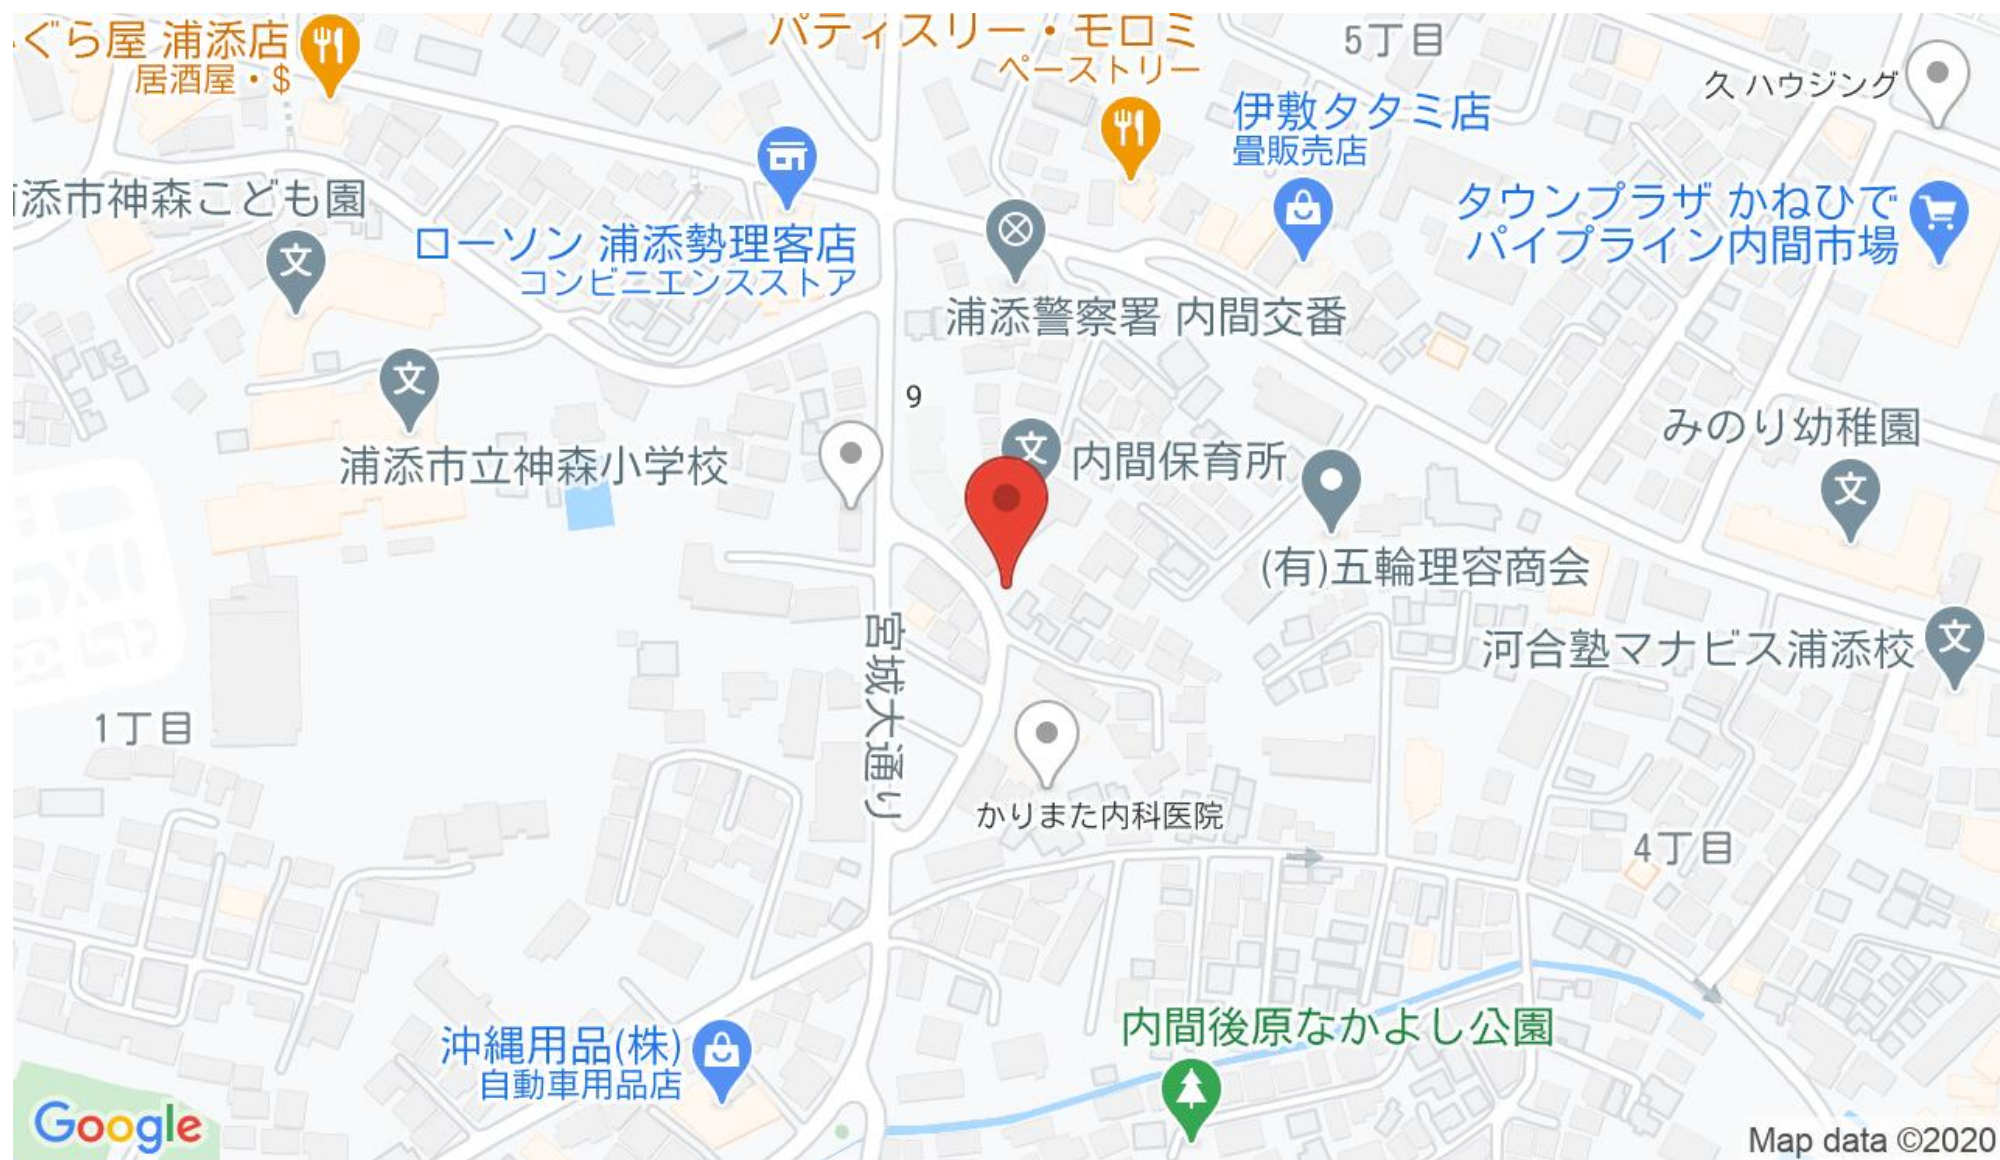 ぐら屋 浦添店
居酒屋・$
パティスリー・モロミ
ペーストリー
5丁目
久 ハウジング
伊敷タタミ店
畳販売店
添市神森こども園
ローソン 浦添勢理客店
コンビニエンスストア
タウンプラザ かねひで
パイプライン内間市場
浦添警察署 内間交番
9
浦添市立神森小学校
内間保育所
みのり幼稚園
(有)五輪理容商会
宮城大通り
河合塾マナビス浦添校
1丁目
かりまた内科医院
4丁目
内間後原なかよし公園
沖縄用品(株)
自動車用品店
Google
Map data ©2020